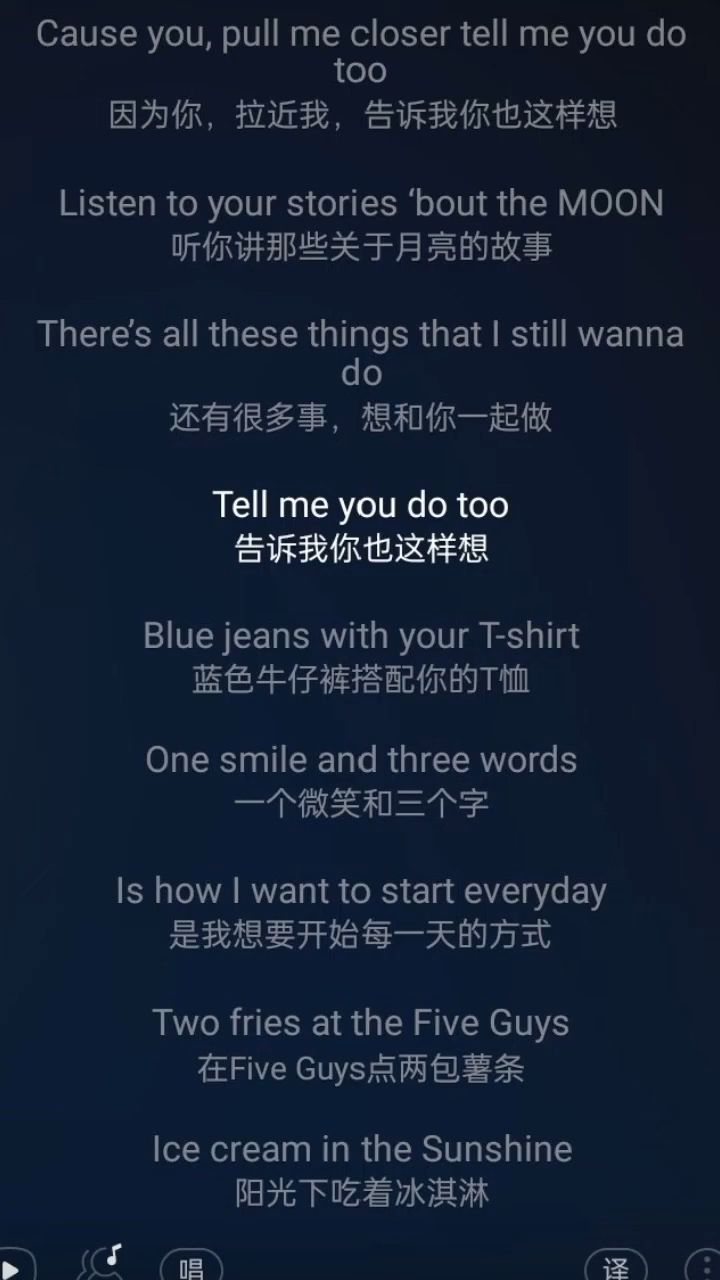 Cause you, pull me closer tell me you do
too
因为你，拉近我，告诉我你也这样想
Listen to your stories ‘bout the MOON
听你讲那些关于月亮的故事
There’s all these things that I still wanna
do
还有很多事，想和你一起做
Tell me you do too
告诉我你也这样想
Blue jeans with your T-shirt
蓝色牛仔裤搭配你的T恤
One smile and three words
一个微笑和三个字
Is how I want to start everyday
是我想要开始每一天的方式
Two fries at the Five Guys
在Five Guys点两包薯条
Ice cream in the Sunshine
阳光下吃着冰淇淋
唱 译